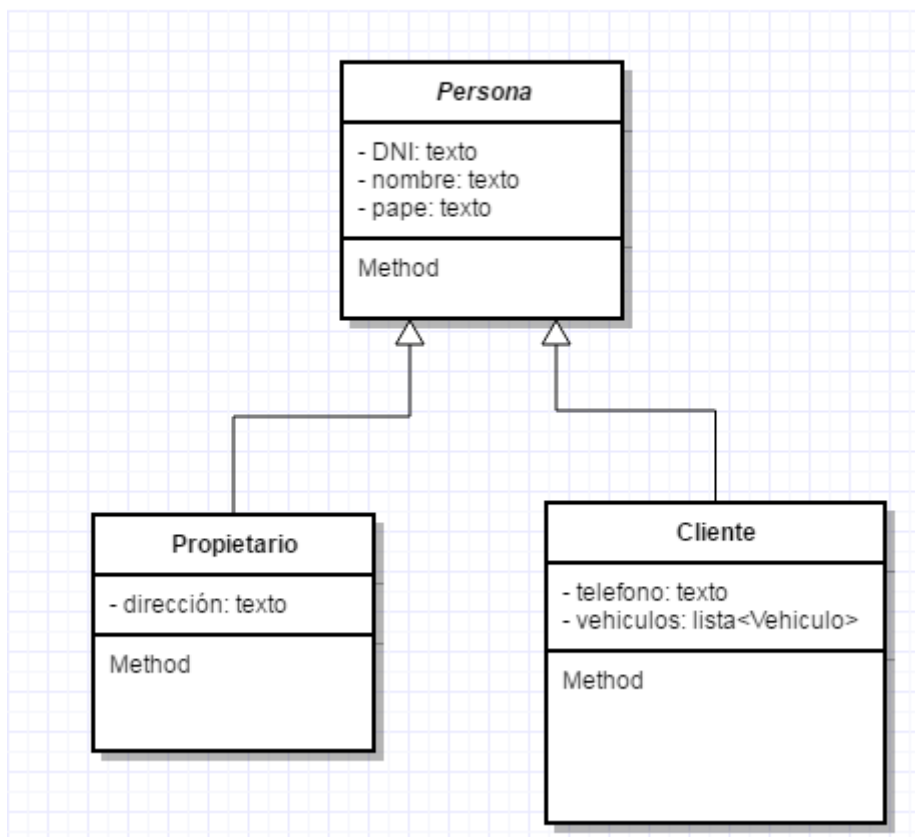 Persona
- DNI: texto
- nombre: texto
- pape: texto
Method
Propietario
- dirección: texto
Method
Cliente
- telefono: texto
- vehiculos: lista<Vehiculo>
Method